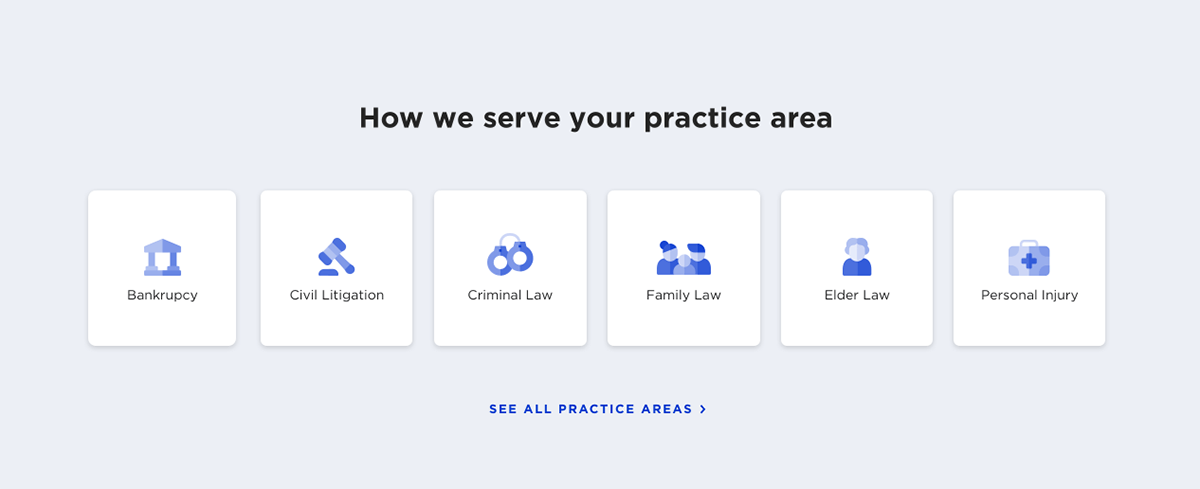 How we serve your practice area
Bankrupcy
Civil Litigation
Criminal Law
Family Law
Elder Law
Personal Injury
SEE ALL PRACTICE AREAS